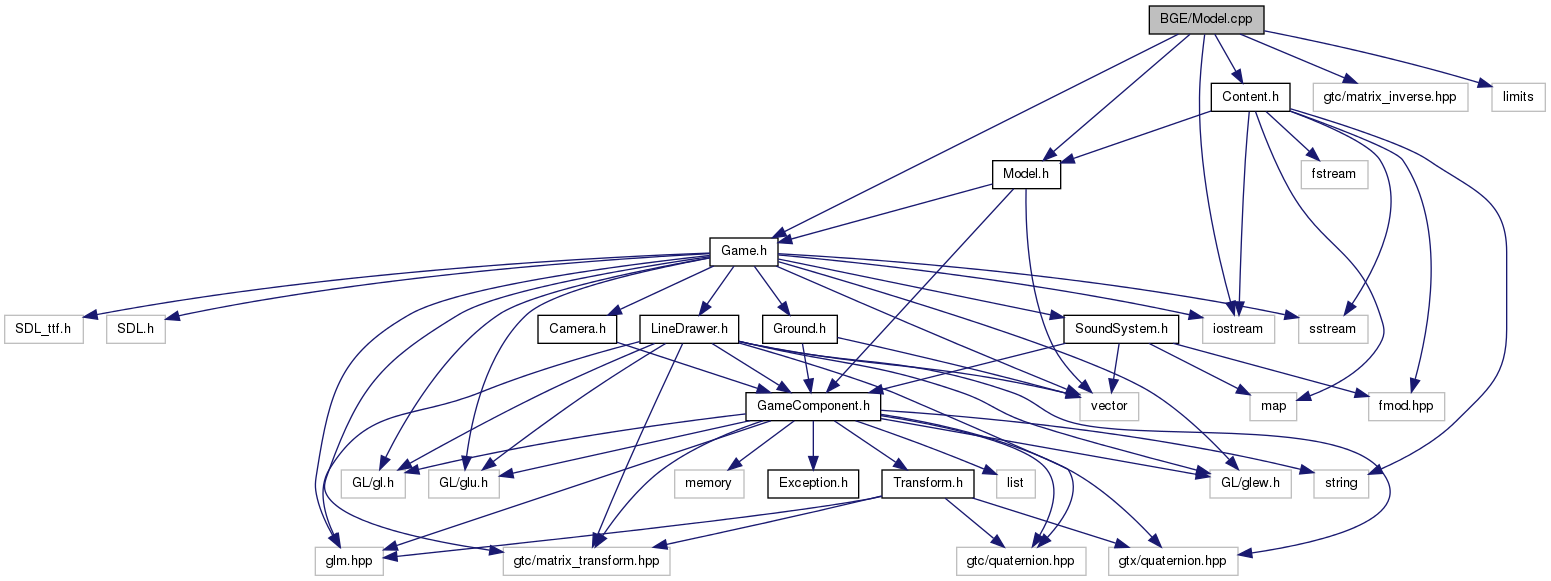 BGE/Model.cpp
Content.h
gtc/matrix_inverse.hpp
limits
Model.h
fstream
Game.h
SDL_ttf.h
SDL.h
Camera.h
LineDrawer.h
Ground.h
SoundSystem.h
iostream
sstream
GameComponent.h
vector
map
fmod.hpp
GL/gl.h
GL/glu.h
memory
Exception.h
Transform.h
list
GL/glew.h
string
glm.hpp
gtc/matrix_transform.hpp
gtc/quaternion.hpp
gtx/quaternion.hpp